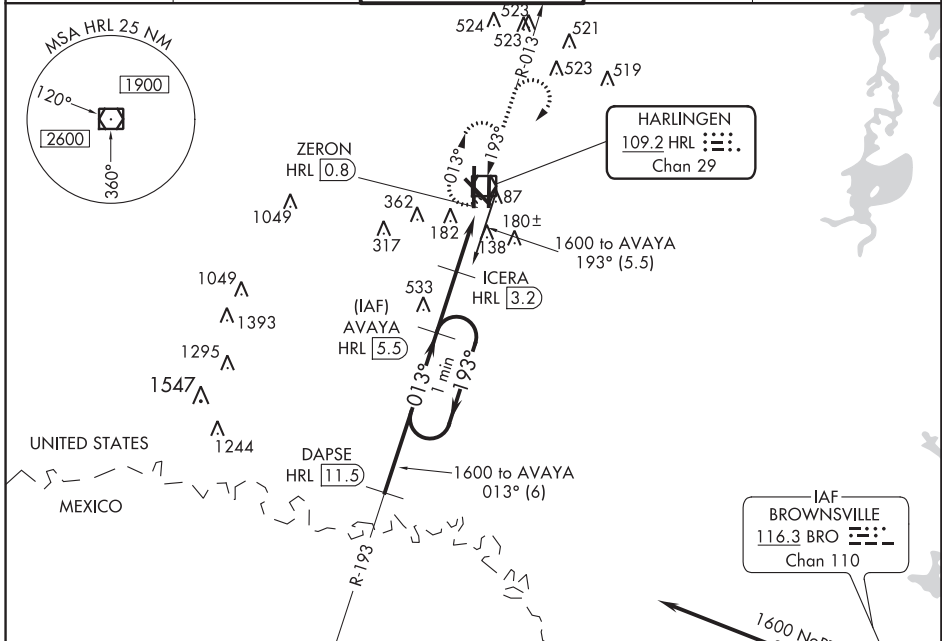 MSA HRL 25 NM
1900
120°
2600
360°
524
523
523
521
523
519
R-013
HARLINGEN
109.2 HRL
Chan 29
ZERON
HRL 0.8
013°
193°
87
1049
362
317
182
138
180±
1600 to AVAYA
193° (5.5)
ICERA
HRL 3.2
1049
1393
533
(IAF)
AVAYA
HRL 5.5
1295
1547
1244
013°
1 min
193°
UNITED STATES
MEXICO
DAPSE
HRL 11.5
1600 to AVAYA
013° (6)
R-193
IAF
BROWNSVILLE
116.3 BRO
Chan 110
1600